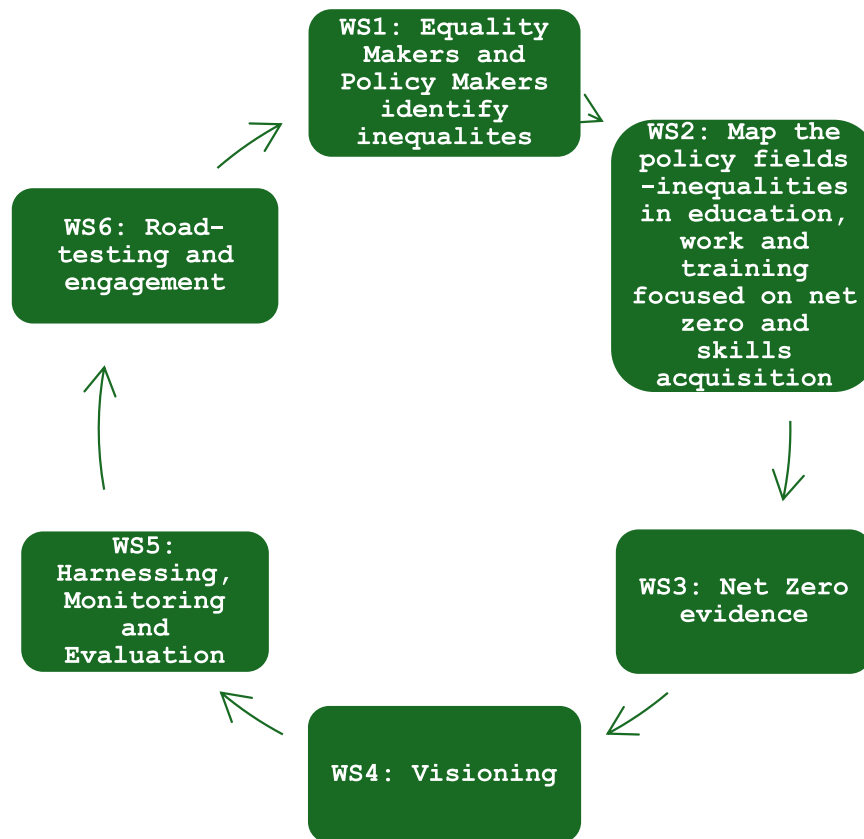 WS1: Equality
Makers and
Policy Makers
identify
inequalites
WS2: Map the
policy fields
-inequalities
in education,
work and
training
focused on net
zero and
skills
acquisition
WS3: Net Zero
evidence
WS4: Visioning
WS5:
Harnessing,
Monitoring
and
Evaluation
WS6: Road-
testing and
engagement